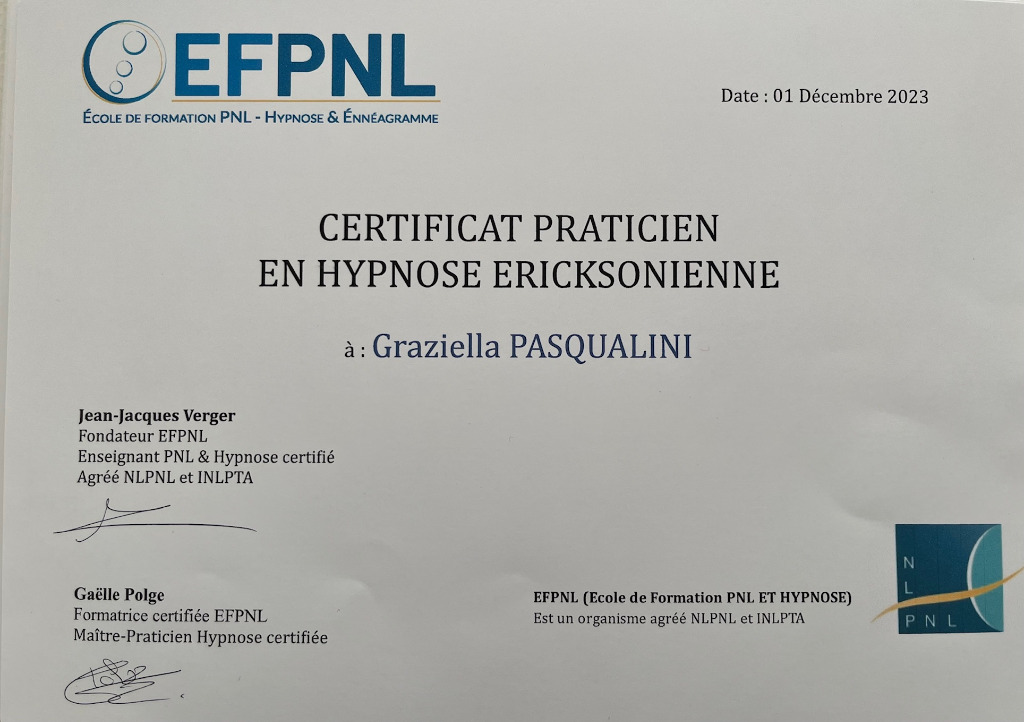 EFPNL
ÉCOLE DE FORMATION PNL - HYPNOSE & ENNÉAGRAMME
Date : 01 Décembre 2023
CERTIFICAT PRATICIEN
EN HYPNOSE ERICKSONIENNE
à : Graziella PASQUALINI
Jean-Jacques Verger
Fondateur EFPNL
Enseignant PNL & Hypnose certifié
Agréé NLPNL et INLPTA
Gaëlle Polge
Formatrice certifiée EFPNL
Maître-Praticien Hypnose certifiée
EFPNL (Ecole de Formation PNL ET HYPNOSE)
Est un organisme agréé NLPNL et INLPTA
N
L
PNL